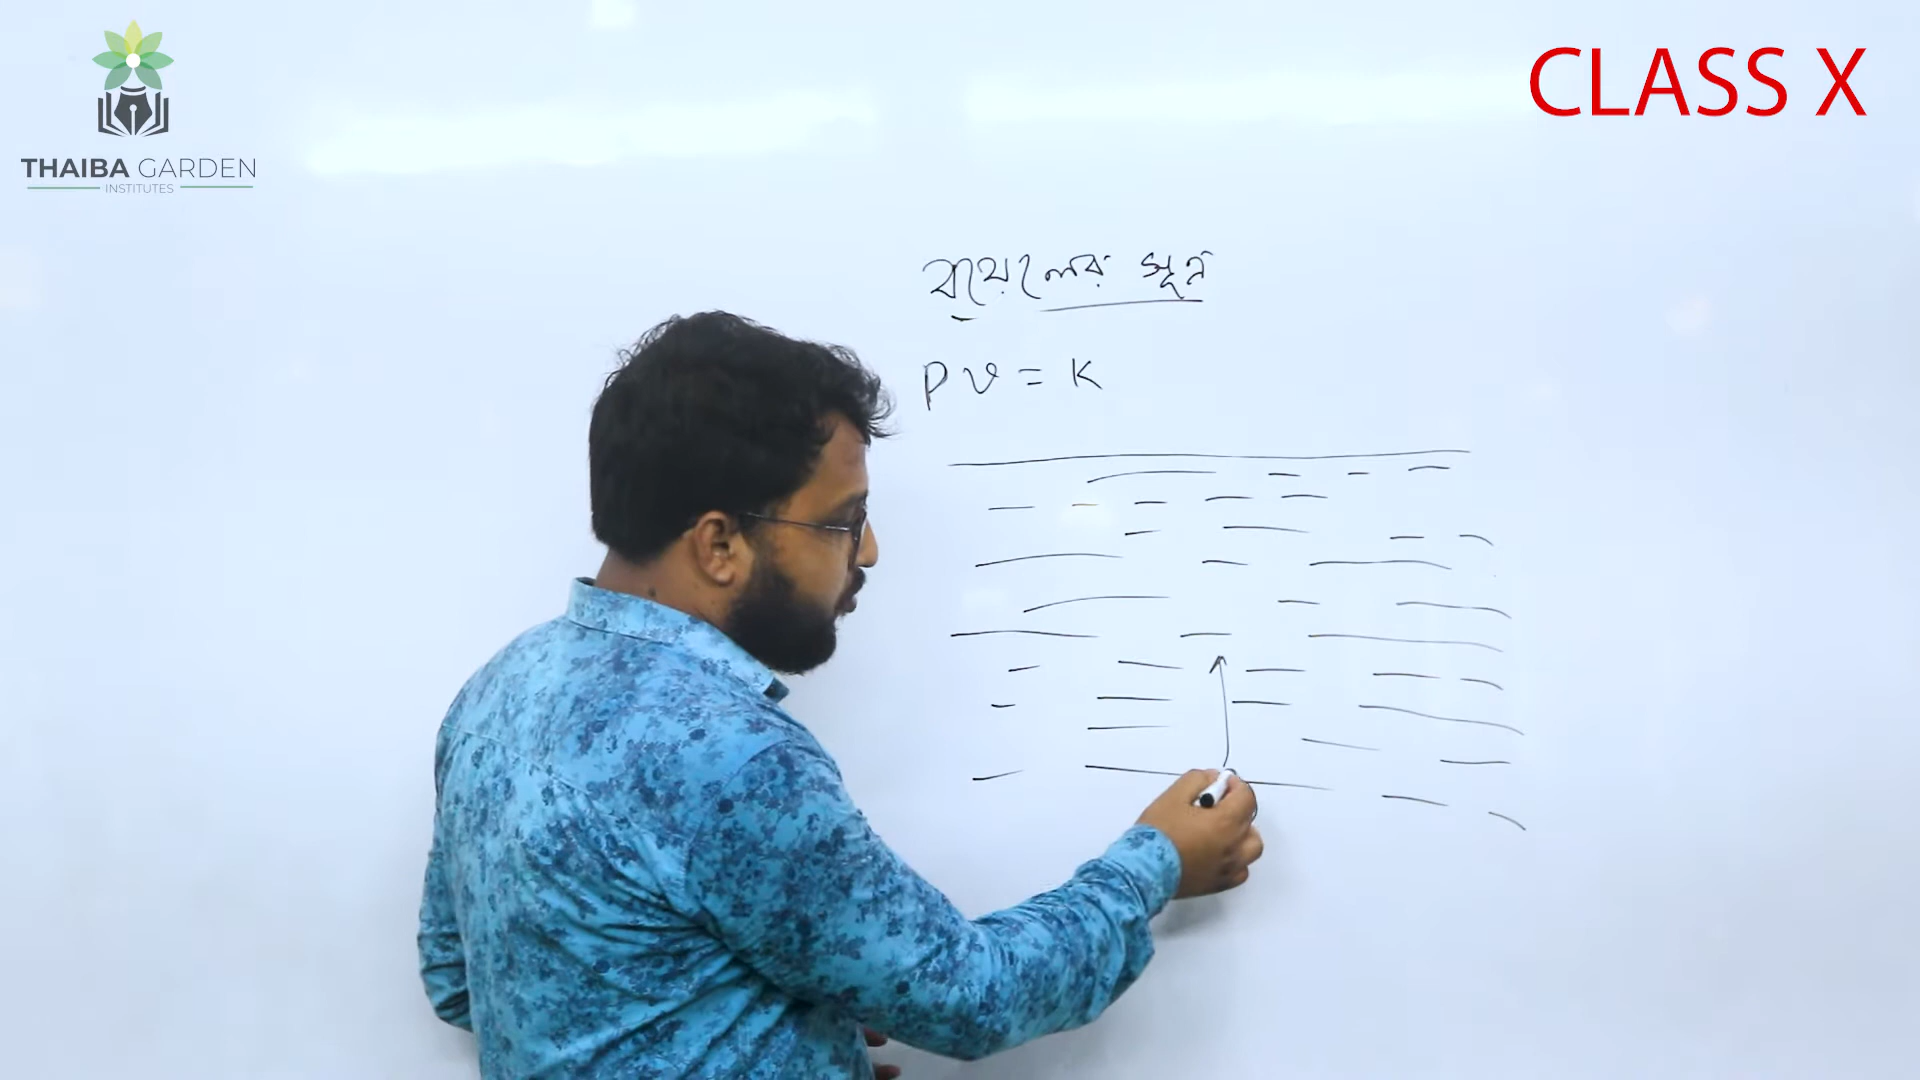 THAIBA GARDEN
INSTITUTES
CLASS X
বয়েলের সূত্র
PV = K